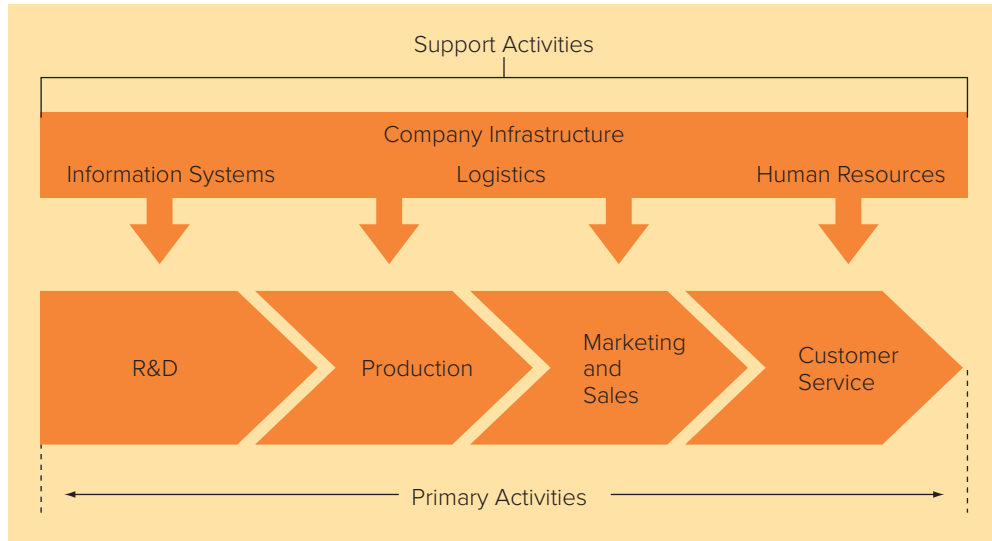 Support Activities
Company Infrastructure
Information Systems
Logistics
Human Resources
R&D
Production
Marketing
and
Sales
Customer
Service
Primary Activities